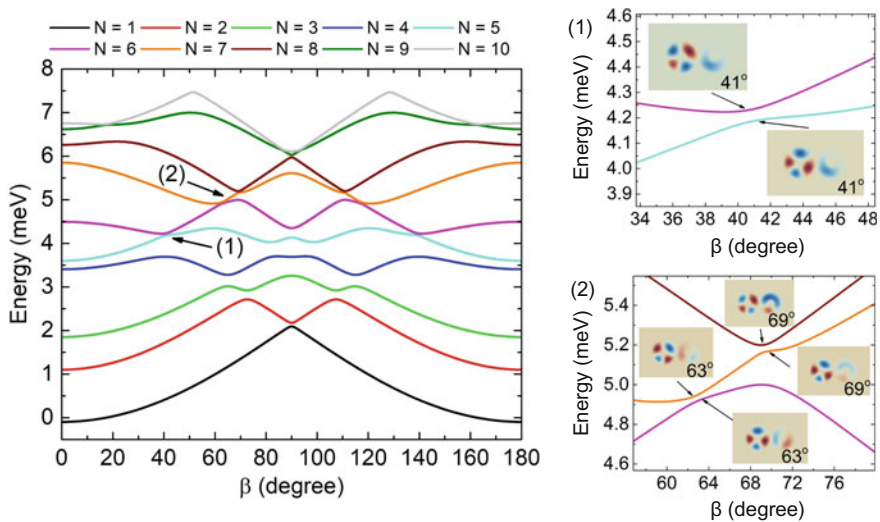 N = 1 N = 2 N = 3 N = 4 N = 5
N = 6 N = 7 N = 8 N = 9 N = 10
8
7
6
5
4
3
2
1
0
Energy (meV)
(2)
(1)
0 20 40 60 80 100 120 140 160 180
β (degree)
(1)
4.6
4.5
4.4
4.3
4.2
4.1
4.0
3.9
Energy (meV)
41°
41°
34 36 38 40 42 44 46 48
β (degree)
(2)
5.4
5.2
5.0
4.8
4.6
Energy (meV)
69°
63°
69°
63°
60 64 68 72 76
β (degree)